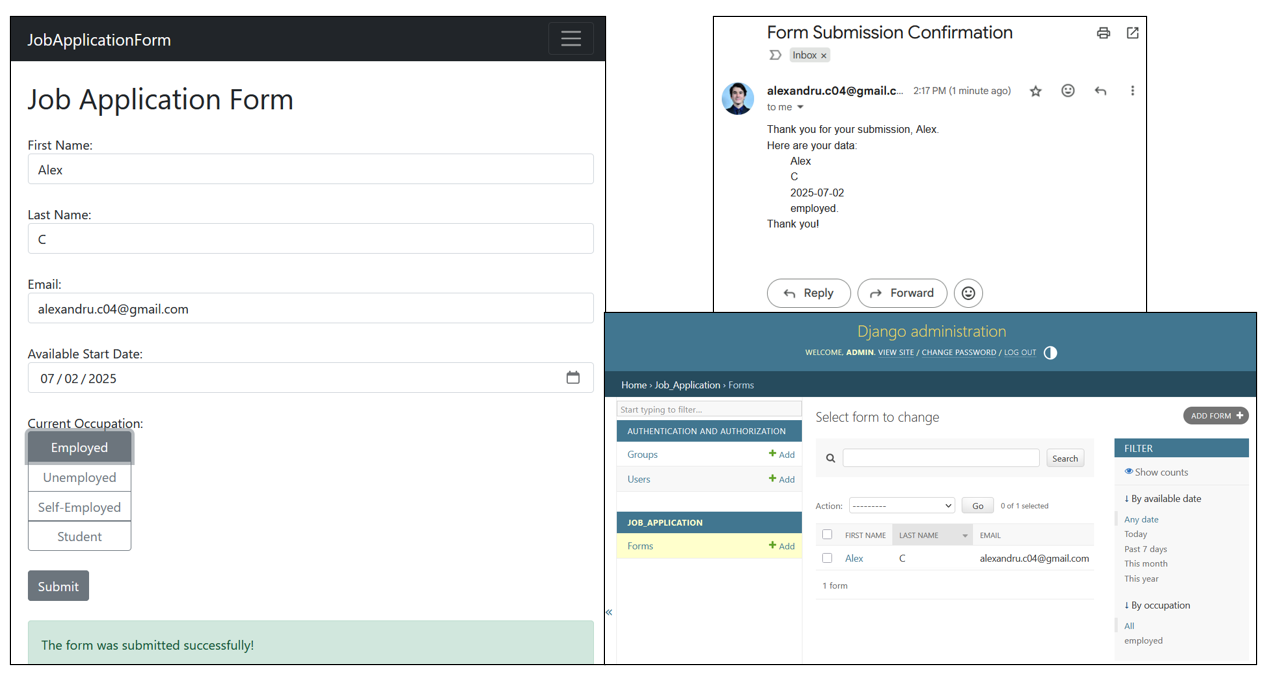 JobApplicationForm
Job Application Form
First Name:
Alex
Last Name:
C
Email:
alexandru.c04@gmail.com
Available Start Date:
07/02/2025
Current Occupation:
Employed
Unemployed
Self-Employed
Student
Submit
The form was submitted successfully!
Form Submission Confirmation
Inbox ×
alexandru.c04@gmail.c... 2:17 PM (1 minute ago)
to me
Thank you for your submission, Alex.
Here are your data:
Alex
C
2025-07-02
employed.
Thank you!
Reply Forward
Django administration
WELCOME, ADMIN. VIEW SITE / CHANGE PASSWORD / LOG OUT
Home › Job_Application › Forms
Start typing to filter...
AUTHENTICATION AND AUTHORIZATION
Groups + Add
Users + Add
JOB_APPLICATION
Forms + Add
«
Select form to change
ADD FORM +
Search
Action: --------- Go 0 of 1 selected
FIRST NAME LAST NAME EMAIL
Alex C alexandru.c04@gmail.com
1 form
FILTER
Show counts
↓ By available date
Any date
Today
Past 7 days
This month
This year
↓ By occupation
All
employed